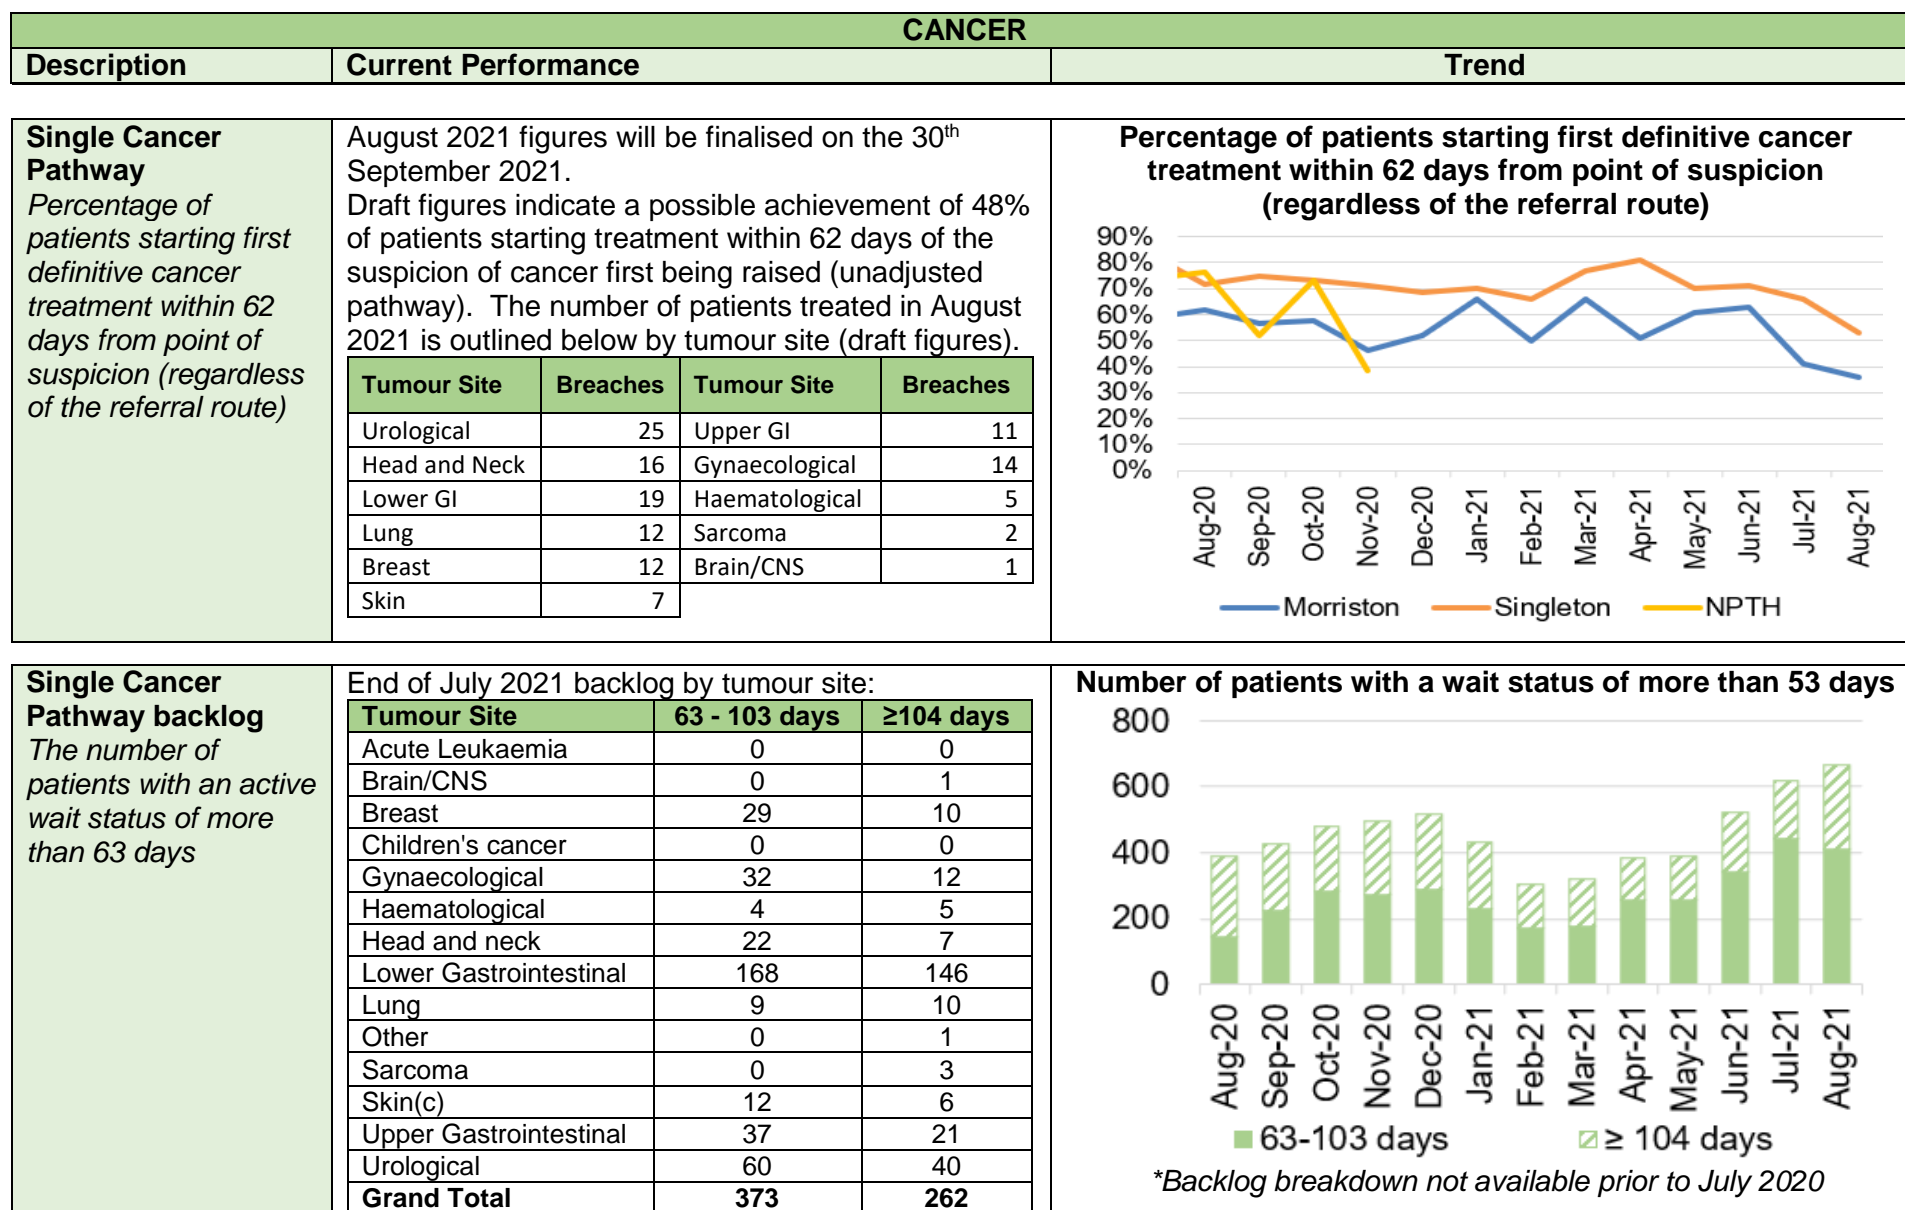 CANCER
Description Current Performance Trend
Single Cancer
Pathway
Percentage of
patients starting first
definitive cancer
treatment within 62
days from point of
suspicion (regardless
of the referral route)
August 2021 figures will be finalised on the 30th
September 2021.
Draft figures indicate a possible achievement of 48%
of patients starting treatment within 62 days of the
suspicion of cancer first being raised (unadjusted
pathway). The number of patients treated in August
2021 is outlined below by tumour site (draft figures).
Tumour Site Breaches Tumour Site Breaches
Urological 25 Upper GI 11
Head and Neck 16 Gynaecological 14
Lower GI 19 Haematological 5
Lung 12 Sarcoma 2
Breast 12 Brain/CNS 1
Skin 7
Percentage of patients starting first definitive cancer
treatment within 62 days from point of suspicion
(regardless of the referral route)
90%
80%
70%
60%
50%
40%
30%
20%
10%
0%
Aug-20 Sep-20 Oct-20 Nov-20 Dec-20 Jan-21 Feb-21 Mar-21 Apr-21 May-21 Jun-21 Jul-21 Aug-21
Morriston Singleton NPTH
Single Cancer
Pathway backlog
The number of
patients with an active
wait status of more
than 63 days
End of July 2021 backlog by tumour site:
Tumour Site 63 - 103 days ≥104 days
Acute Leukaemia 0 0
Brain/CNS 0 1
Breast 29 10
Children's cancer 0 0
Gynaecological 32 12
Haematological 4 5
Head and neck 22 7
Lower Gastrointestinal 168 146
Lung 9 10
Other 0 1
Sarcoma 0 3
Skin(c) 12 6
Upper Gastrointestinal 37 21
Urological 60 40
Grand Total 373 262
Number of patients with a wait status of more than 53 days
800
600
400
200
0
Aug-20 Sep-20 Oct-20 Nov-20 Dec-20 Jan-21 Feb-21 Mar-21 Apr-21 May-21 Jun-21 Jul-21 Aug-21
63-103 days ≥ 104 days
*Backlog breakdown not available prior to July 2020